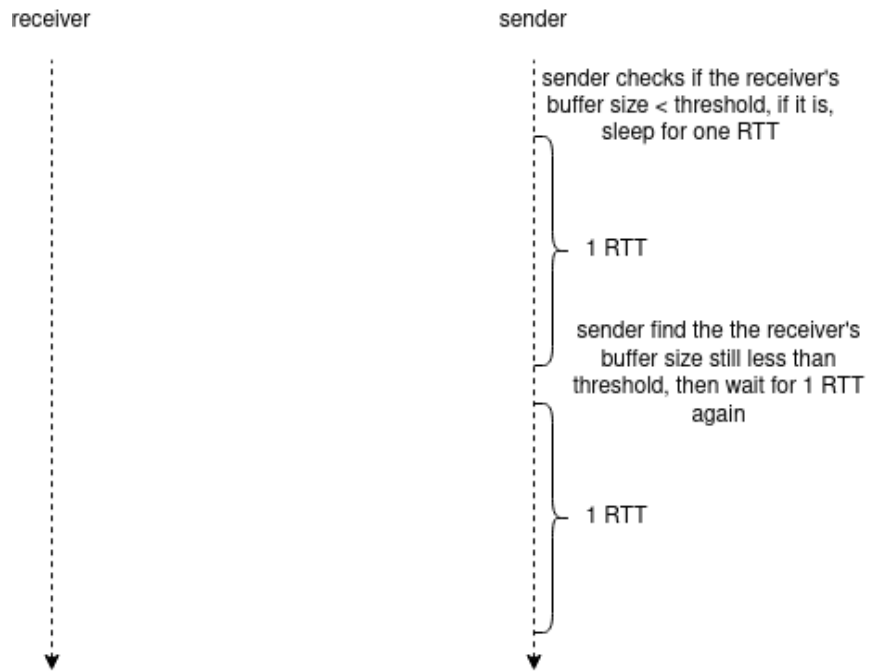 receiver
sender
sender checks if the receiver's
buffer size < threshold, if it is,
sleep for one RTT
1 RTT
sender find the the receiver's
buffer size still less than
threshold, then wait for 1 RTT
again
1 RTT